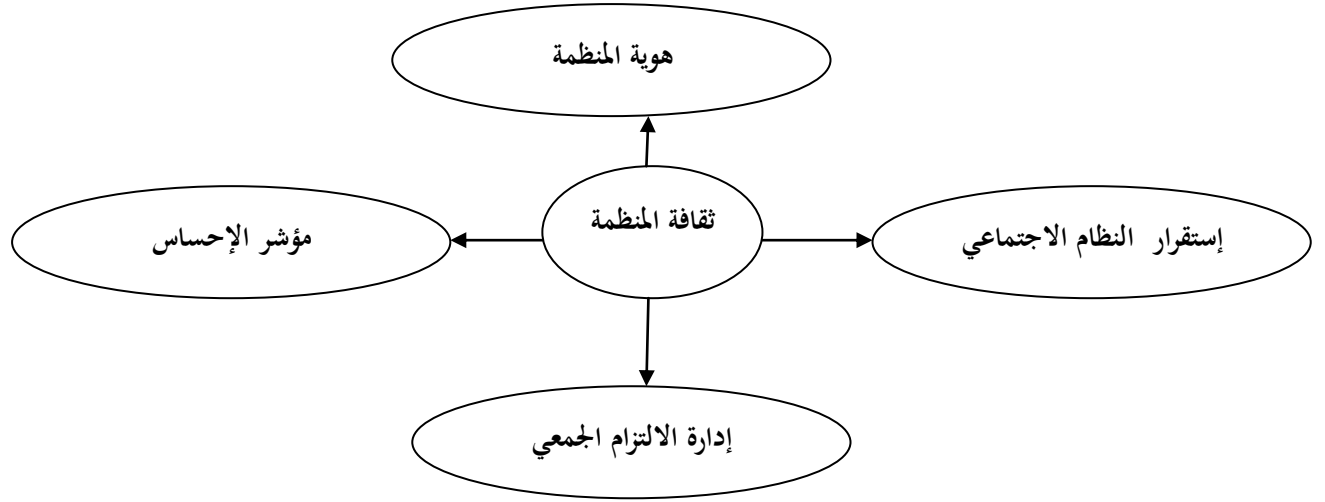 هوية المنظمة
ثقافة المنظمة
إستقرار النظام الاجتماعي
مؤشر الإحساس
إدارة الالتزام الجمعي